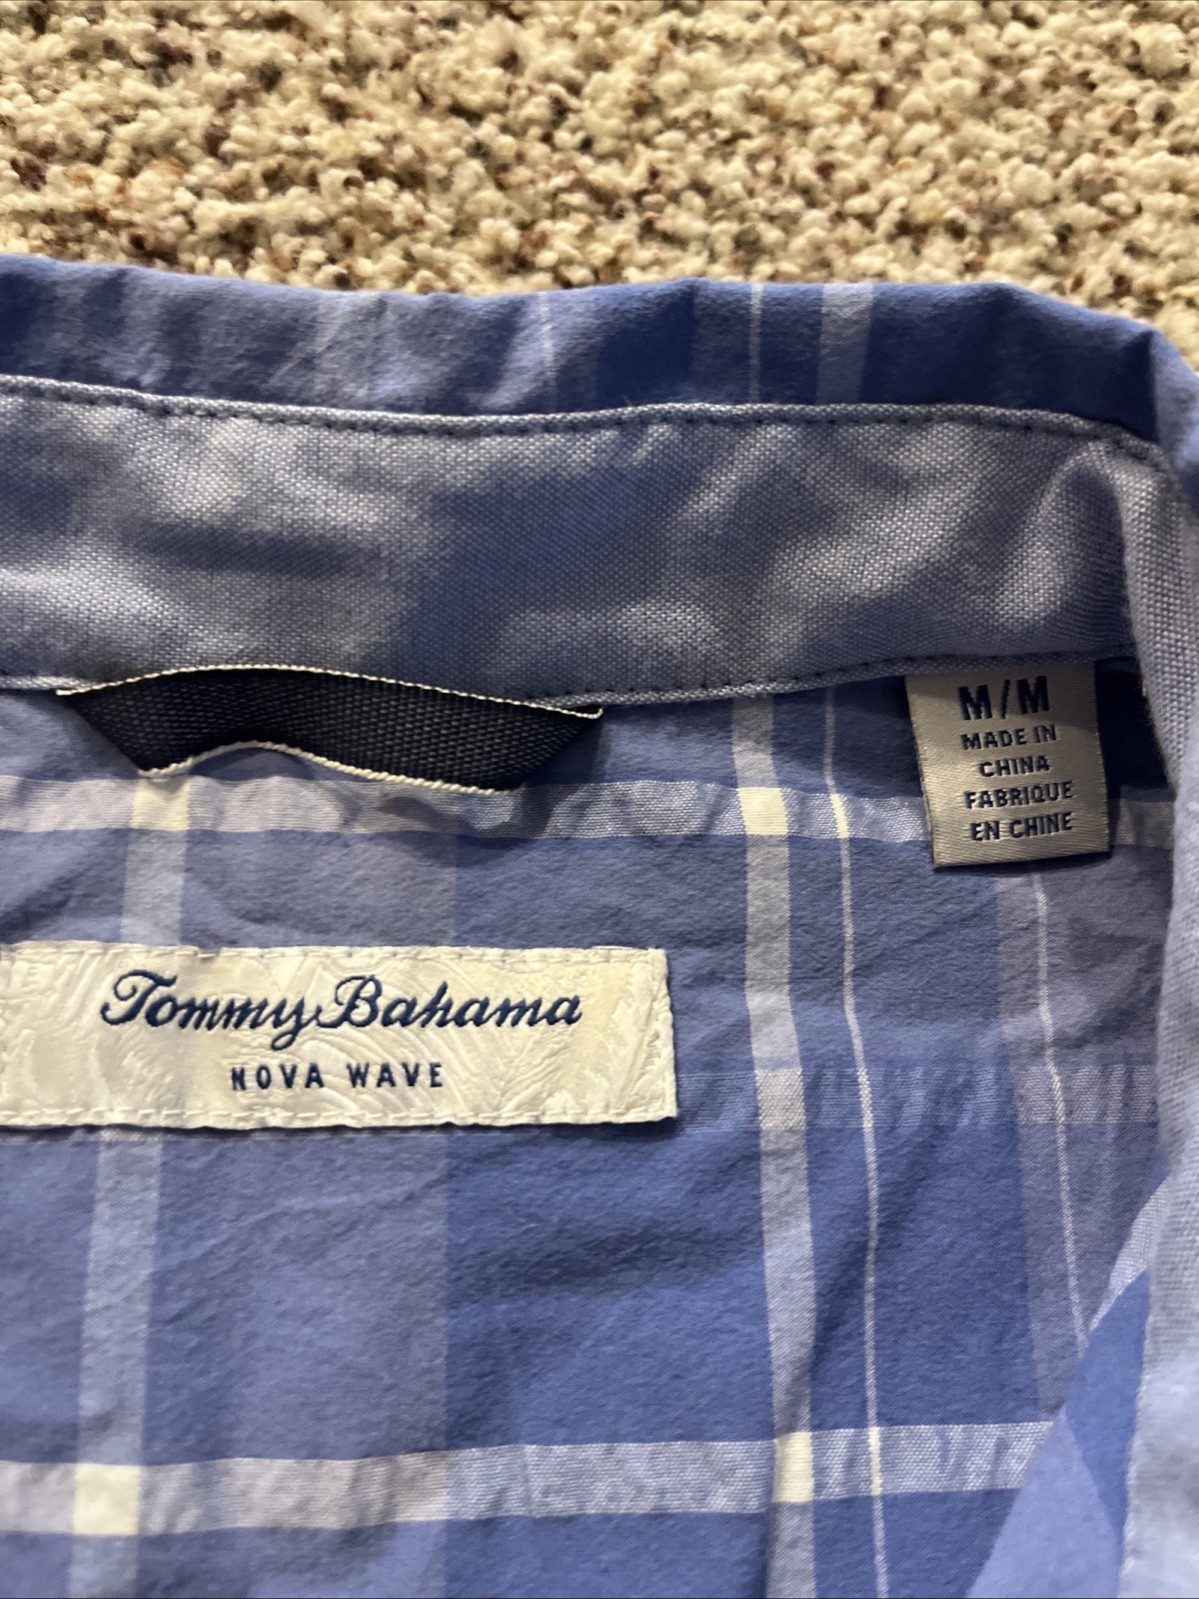 M/M
MADE IN
CHINA
FABRIQUE
EN CHINE
Tommy Bahama
NOVA WAVE